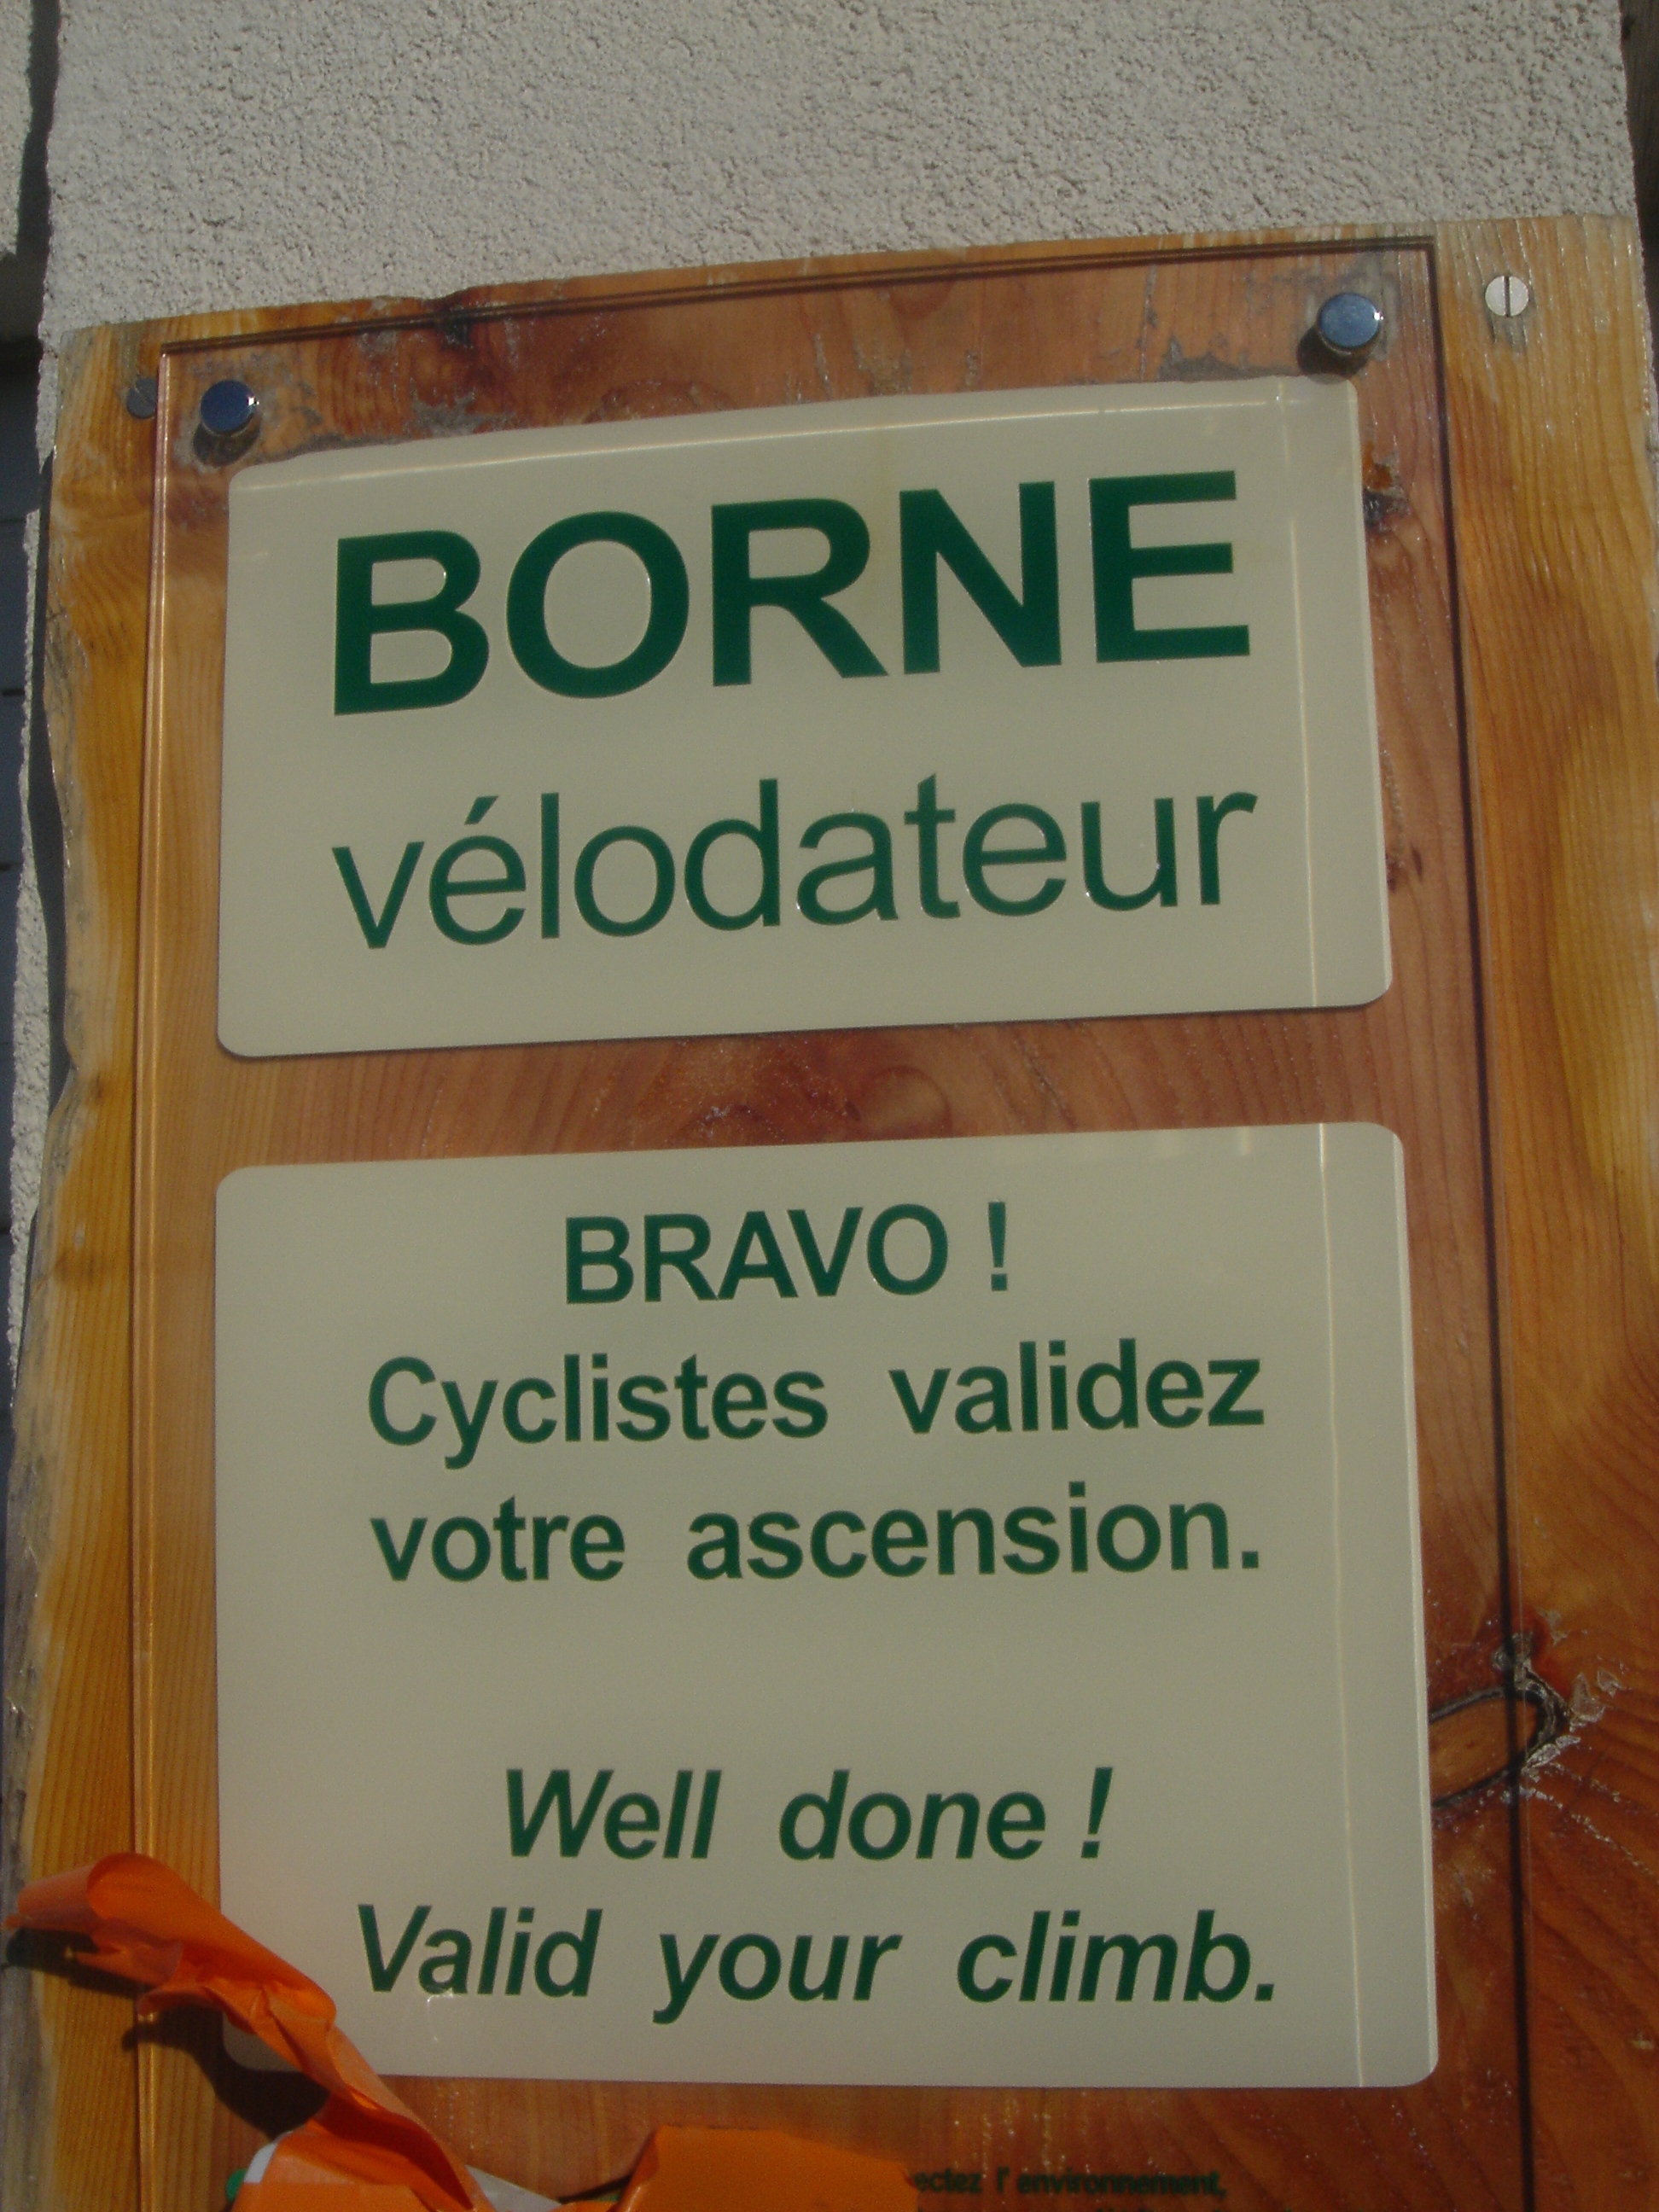 BORNE
vélodateur
BRAVO !
Cyclistes validez
votre ascension.
Well done !
Valid your climb.
l' environnement,